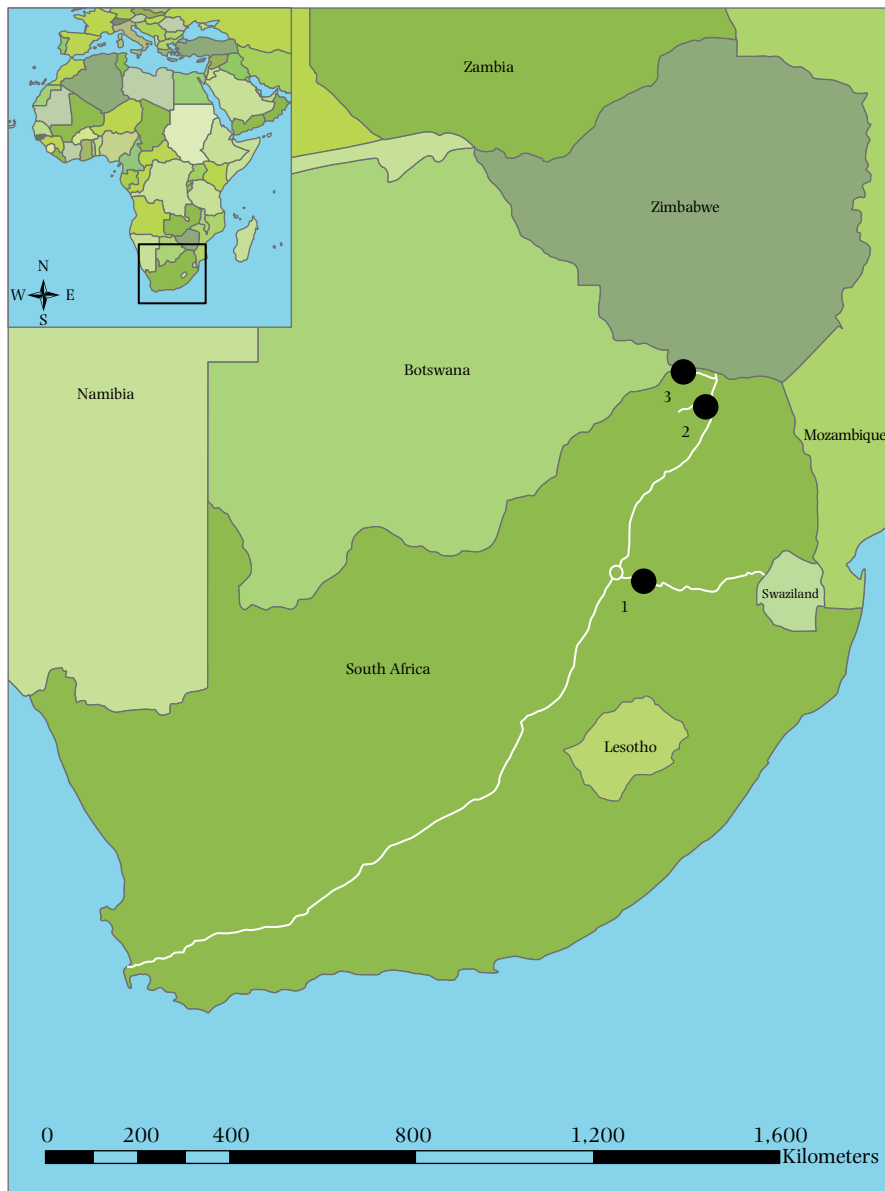 Zambia
Zimbabwe
N
W E
S
Botswana
Namibia
3
2
Mozambique
Swaziland
1
South Africa
Lesotho
0 200 400 800 1,200 1,600
Kilometers